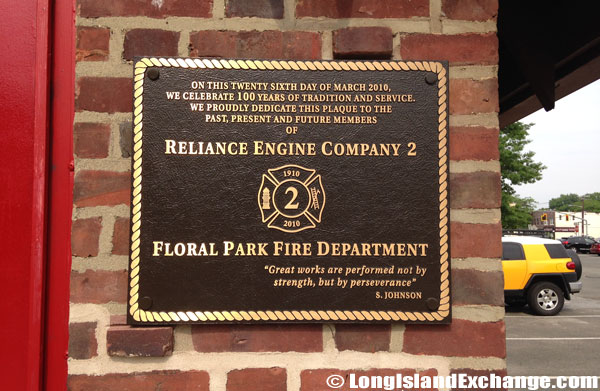 ON THIS TWENTY SIXTH DAY OF MARCH 2010,
WE CELEBRATE 100 YEARS OF TRADITION AND SERVICE.
WE PROUDLY DEDICATE THIS PLAQUE TO THE
PAST, PRESENT AND FUTURE MEMBERS
OF
RELIANCE ENGINE COMPANY 2
1910
2
2010
FLORAL PARK FIRE DEPARTMENT
"Great works are performed not by
strength, but by perseverance"
S. JOHNSON
© LongIslandExchange.com